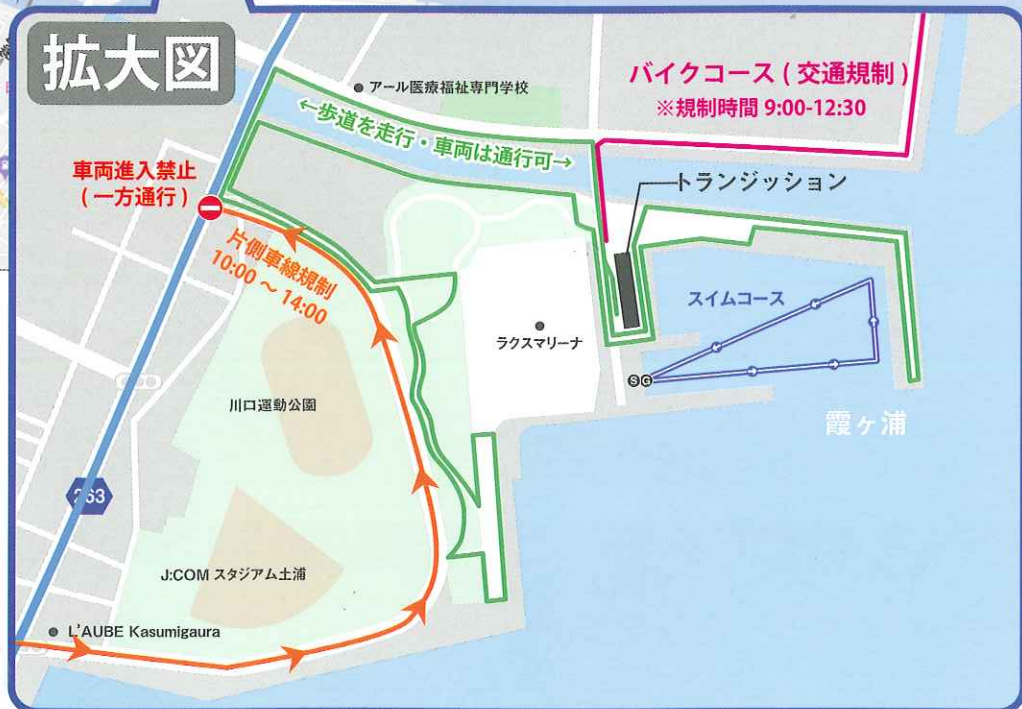 拡大図
アール医療福祉専門学校
バイクコース ( 交通規制 )
※規制時間 9:00-12:30
←歩道を走行・車両は通行可→
車両進入禁止
( 一方通行 )
トランジッション
片側車線規制
10:00 ～ 14:00
スイムコース
ラクスマリーナ
SG
川口運動公園
霞ヶ浦
263
J:COM スタジアム土浦
L'AUBE Kasumigaura